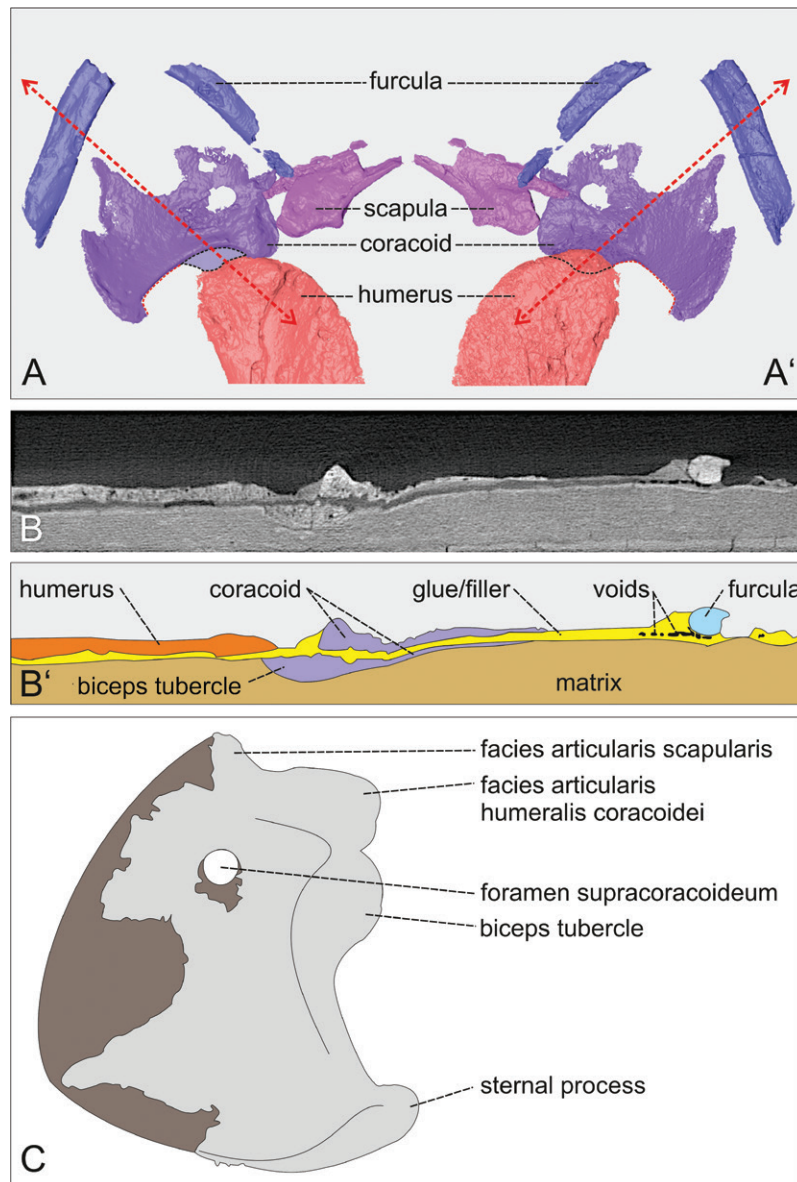 furcula
scapula
coracoid
humerus
A
A‘
B
humerus
coracoid
glue/filler
voids
furcula
biceps tubercle
matrix
B‘
facies articularis scapularis
facies articularis
humeralis coracoidei
foramen supracoracoideum
biceps tubercle
sternal process
C